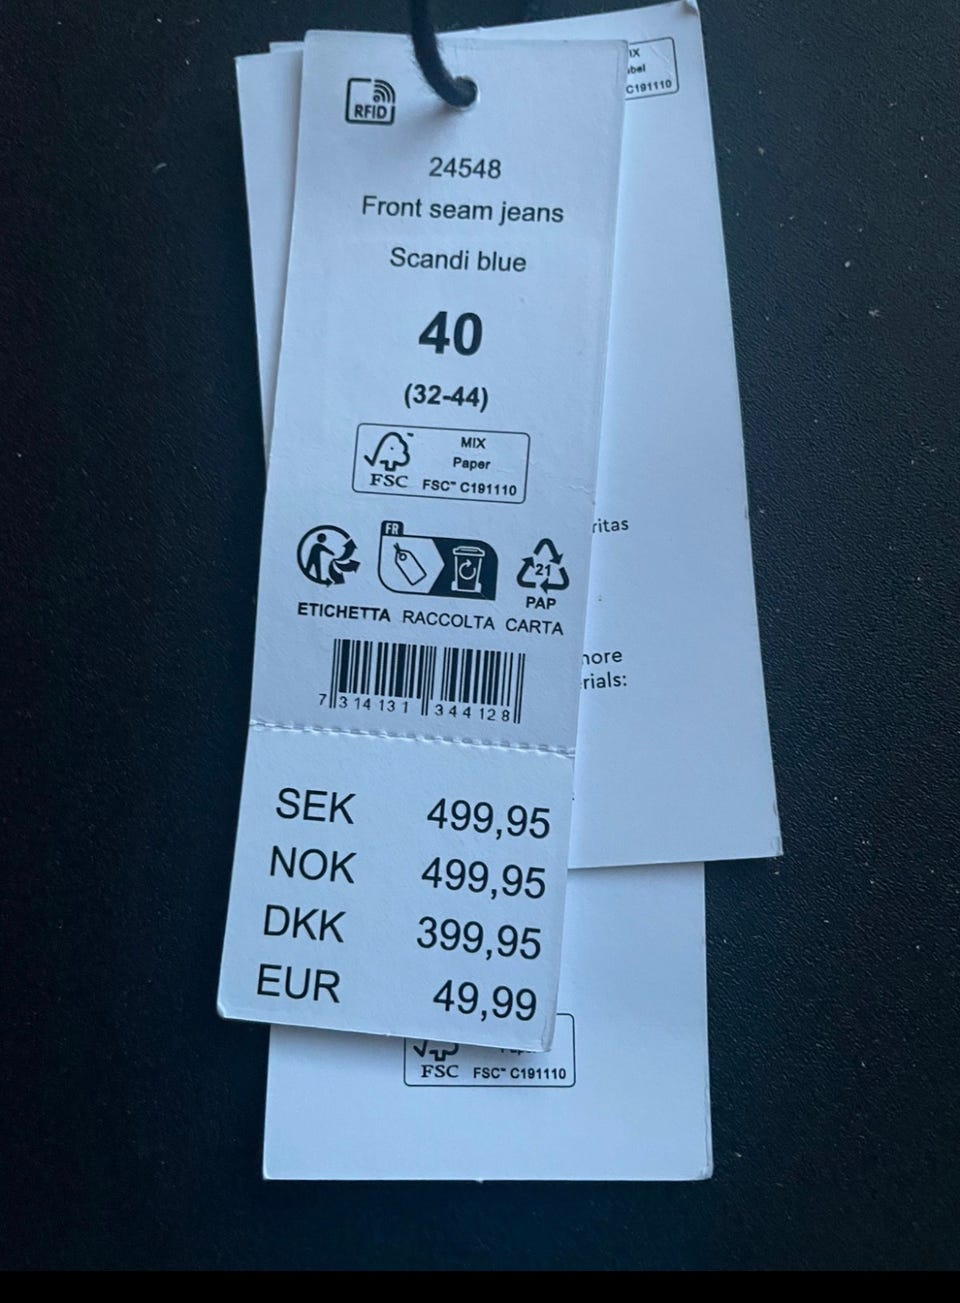 RFID
IX
abel
C191110
24548
Front seam jeans
Scandi blue
40
(32-44)
MIX
Paper
FSC FSC™ C191110
FR
21
PAP
ETICHETTA RACCOLTA CARTA
7 314131 344128
ritas
more
rials:
SEK 499,95
NOK 499,95
DKK 399,95
EUR 49,99
FSC FSC™ C191110